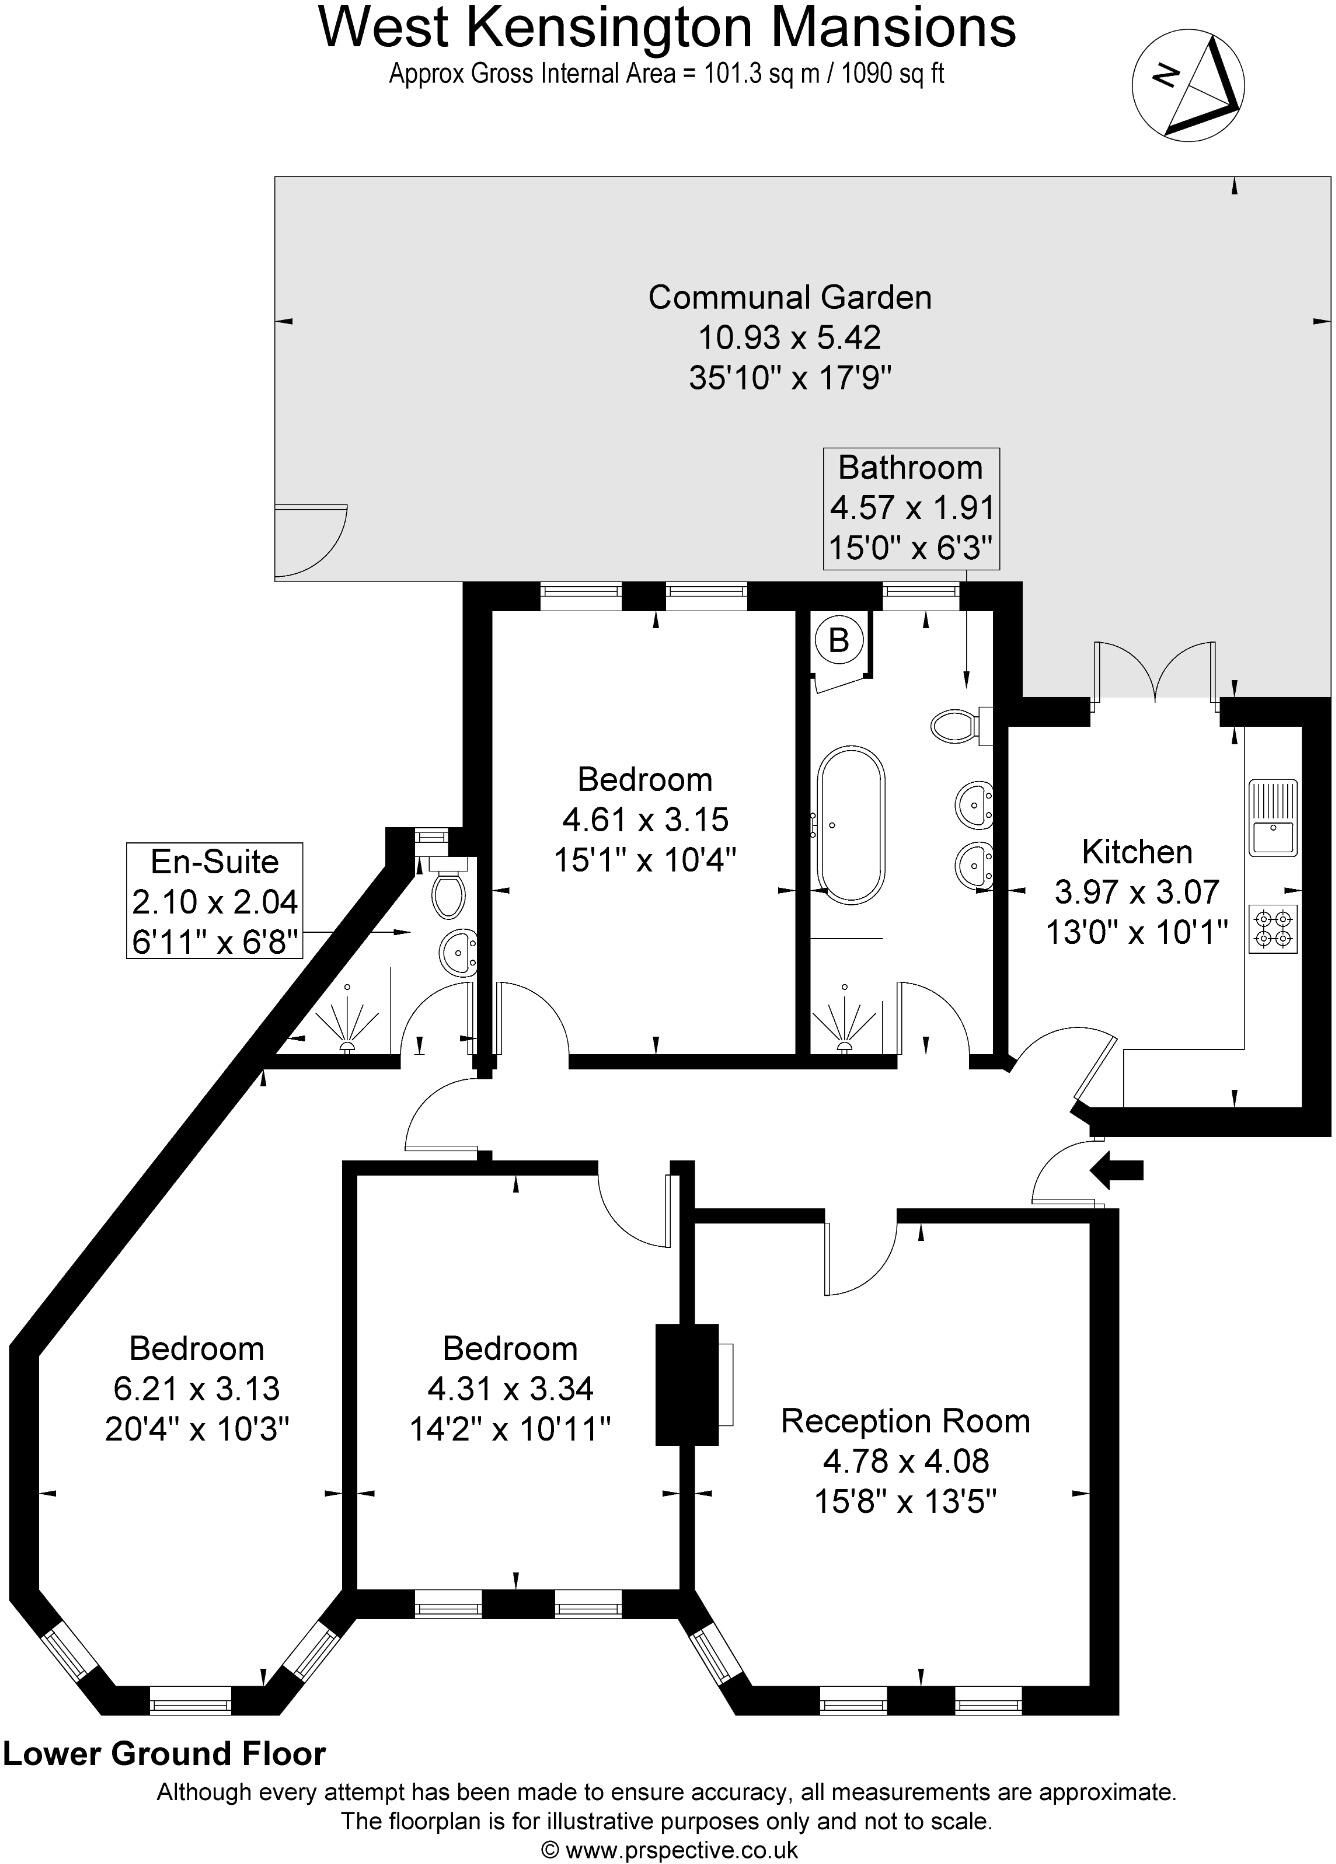 West Kensington Mansions
Approx Gross Internal Area = 101.3 sq m / 1090 sq ft
N
Communal Garden
10.93 x 5.42
35'10" x 17'9"
Bathroom
4.57 x 1.91
15'0" x 6'3"
B
Bedroom
4.61 x 3.15
15'1" x 10'4"
Kitchen
3.97 x 3.07
13'0" x 10'1"
En-Suite
2.10 x 2.04
6'11" x 6'8"
Bedroom
6.21 x 3.13
20'4" x 10'3"
Bedroom
4.31 x 3.34
14'2" x 10'11"
Reception Room
4.78 x 4.08
15'8" x 13'5"
Lower Ground Floor
Although every attempt has been made to ensure accuracy, all measurements are approximate.
The floorplan is for illustrative purposes only and not to scale.
© www.prspective.co.uk